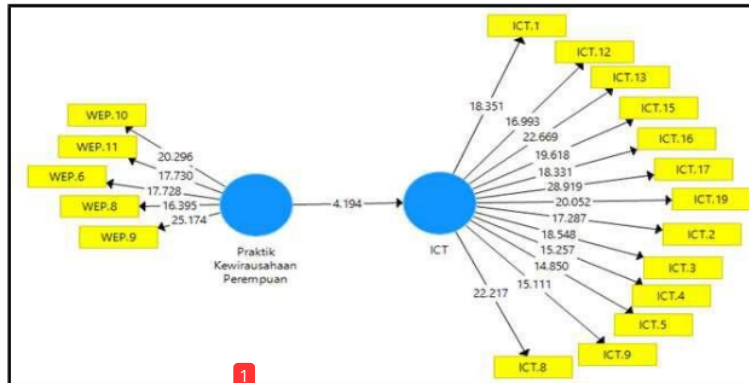 ICT.1
ICT.12
ICT.13
ICT.15
ICT.16
ICT.17
ICT.19
ICT.2
ICT.3
ICT.4
ICT.5
ICT.9
ICT.8
18.351
16.993
22.669
19.618
18.331
28.919
20.052
17.287
18.548
15.257
14.850
15.111
22.217
WEP.10
WEP.11
WEP.6
WEP.8
WEP.9
20.296
17.730
17.728
16.395
25.174
4.194
Praktik
Kewirausahaan
Perempuan
ICT
1